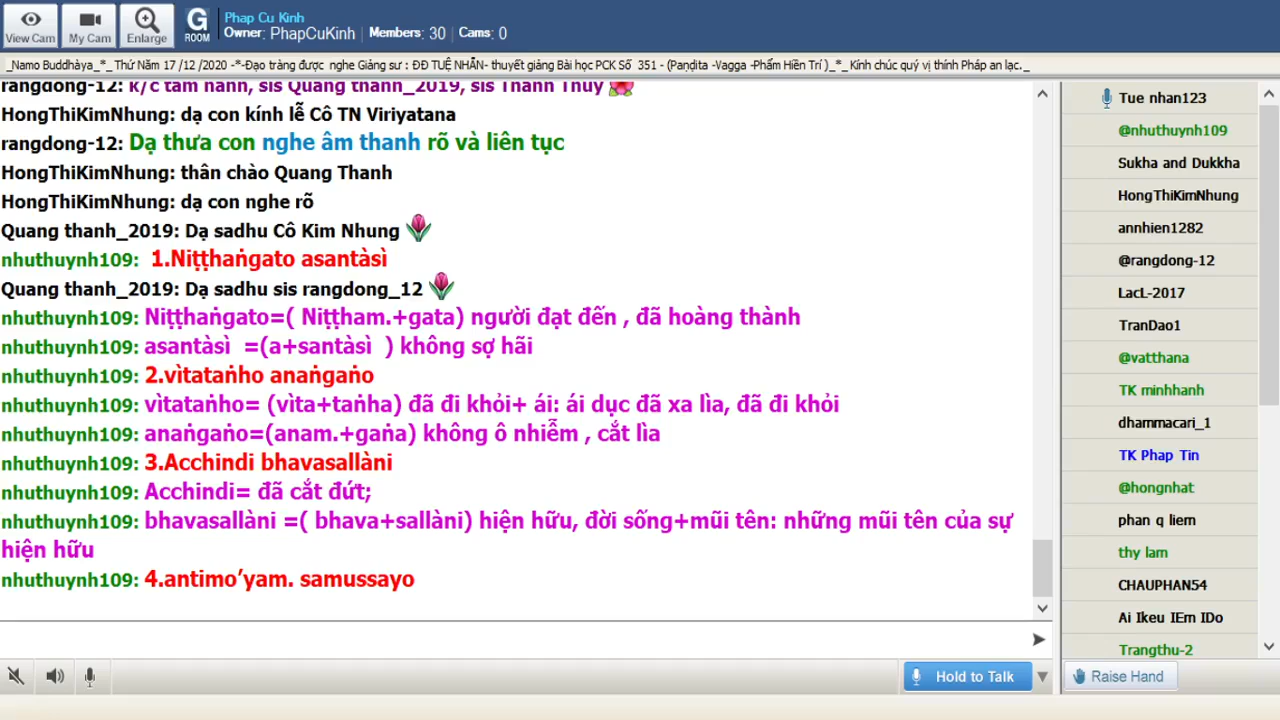 View Cam
My Cam
Enlarge
G
ROOM
Phap Cu Kinh
Owner: PhapCuKinh | Members: 30 | Cams: 0
_Namo Buddhàya_*_ Thứ Năm 17 /12 /2020 -*-Đạo tràng được nghe Giảng sư : ĐĐ TUỆ NHẪN- thuyết giảng Bài học PCK Số 351 - (Paṇḍita -Vagga -Phẩm Hiền Trí )_*_ Kính chúc quý vị thính Pháp an lạc._
rangdong-12: k/c tam hanh, sis Quang thanh_2019, sis Thanh Thuy
HongThiKimNhung: dạ con kính lễ Cô TN Viriyatana
rangdong-12: Dạ thưa con nghe âm thanh rõ và liên tục
HongThiKimNhung: thân chào Quang Thanh
HongThiKimNhung: dạ con nghe rõ
Quang thanh_2019: Dạ sadhu Cô Kim Nhung
nhuthuynh109: 1.Niṭṭhaṅgato asantàsì
Quang thanh_2019: Dạ sadhu sis rangdong_12
nhuthuynh109: Niṭṭhaṅgato=( Niṭṭham.+gata) người đạt đến , đã hoàng thành
nhuthuynh109: asantàsì =(a+santàsì ) không sợ hãi
nhuthuynh109: 2.vìtataṅho anaṅgaṅo
nhuthuynh109: vìtataṅho= (vìta+taṅha) đã đi khỏi+ ái: ái dục đã xa lìa, đã đi khỏi
nhuthuynh109: anaṅgaṅo=(anam.+gaṅa) không ô nhiễm , cắt lìa
nhuthuynh109: 3.Acchindi bhavasallàni
nhuthuynh109: Acchindi= đã cắt đứt;
nhuthuynh109: bhavasallàni =( bhava+sallàni) hiện hữu, đời sống+mũi tên: những mũi tên của sự
hiện hữu
nhuthuynh109: 4.antimo’yam. samussayo
Hold to Talk
Tue nhan123
@nhuthuynh109
Sukha and Dukkha
HongThiKimNhung
annhien1282
@rangdong-12
LacL-2017
TranDao1
@vatthana
TK minhhanh
dhammacari_1
TK Phap Tin
@hongnhat
phan q liem
thy lam
CHAUPHAN54
Ai Ikeu IEm IDo
Trangthu-2
Raise Hand